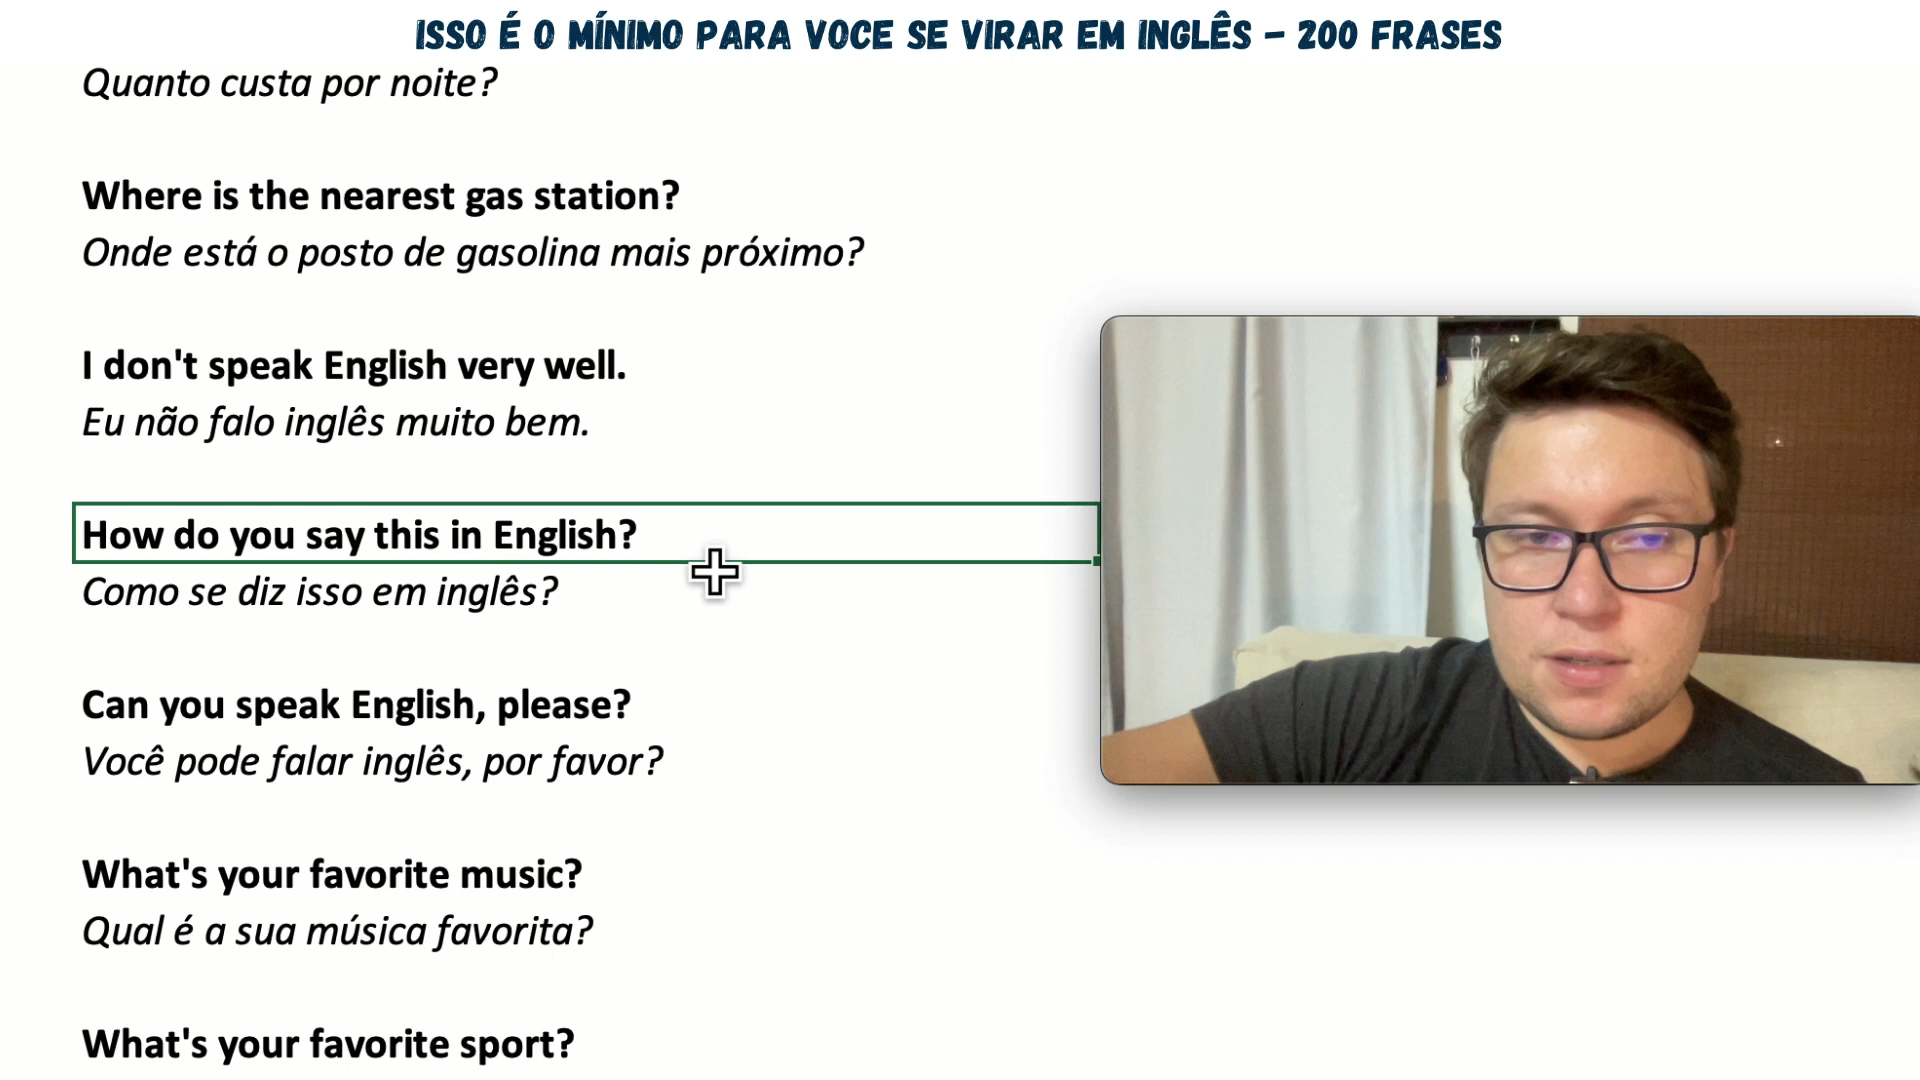 ISSO É O MÍNIMO PARA VOCE SE VIRAR EM INGLÊS – 200 FRASES
Quanto custa por noite?
Where is the nearest gas station?
Onde está o posto de gasolina mais próximo?
I don't speak English very well.
Eu não falo inglês muito bem.
How do you say this in English?
Como se diz isso em inglês?
Can you speak English, please?
Você pode falar inglês, por favor?
What's your favorite music?
Qual é a sua música favorita?
What's your favorite sport?